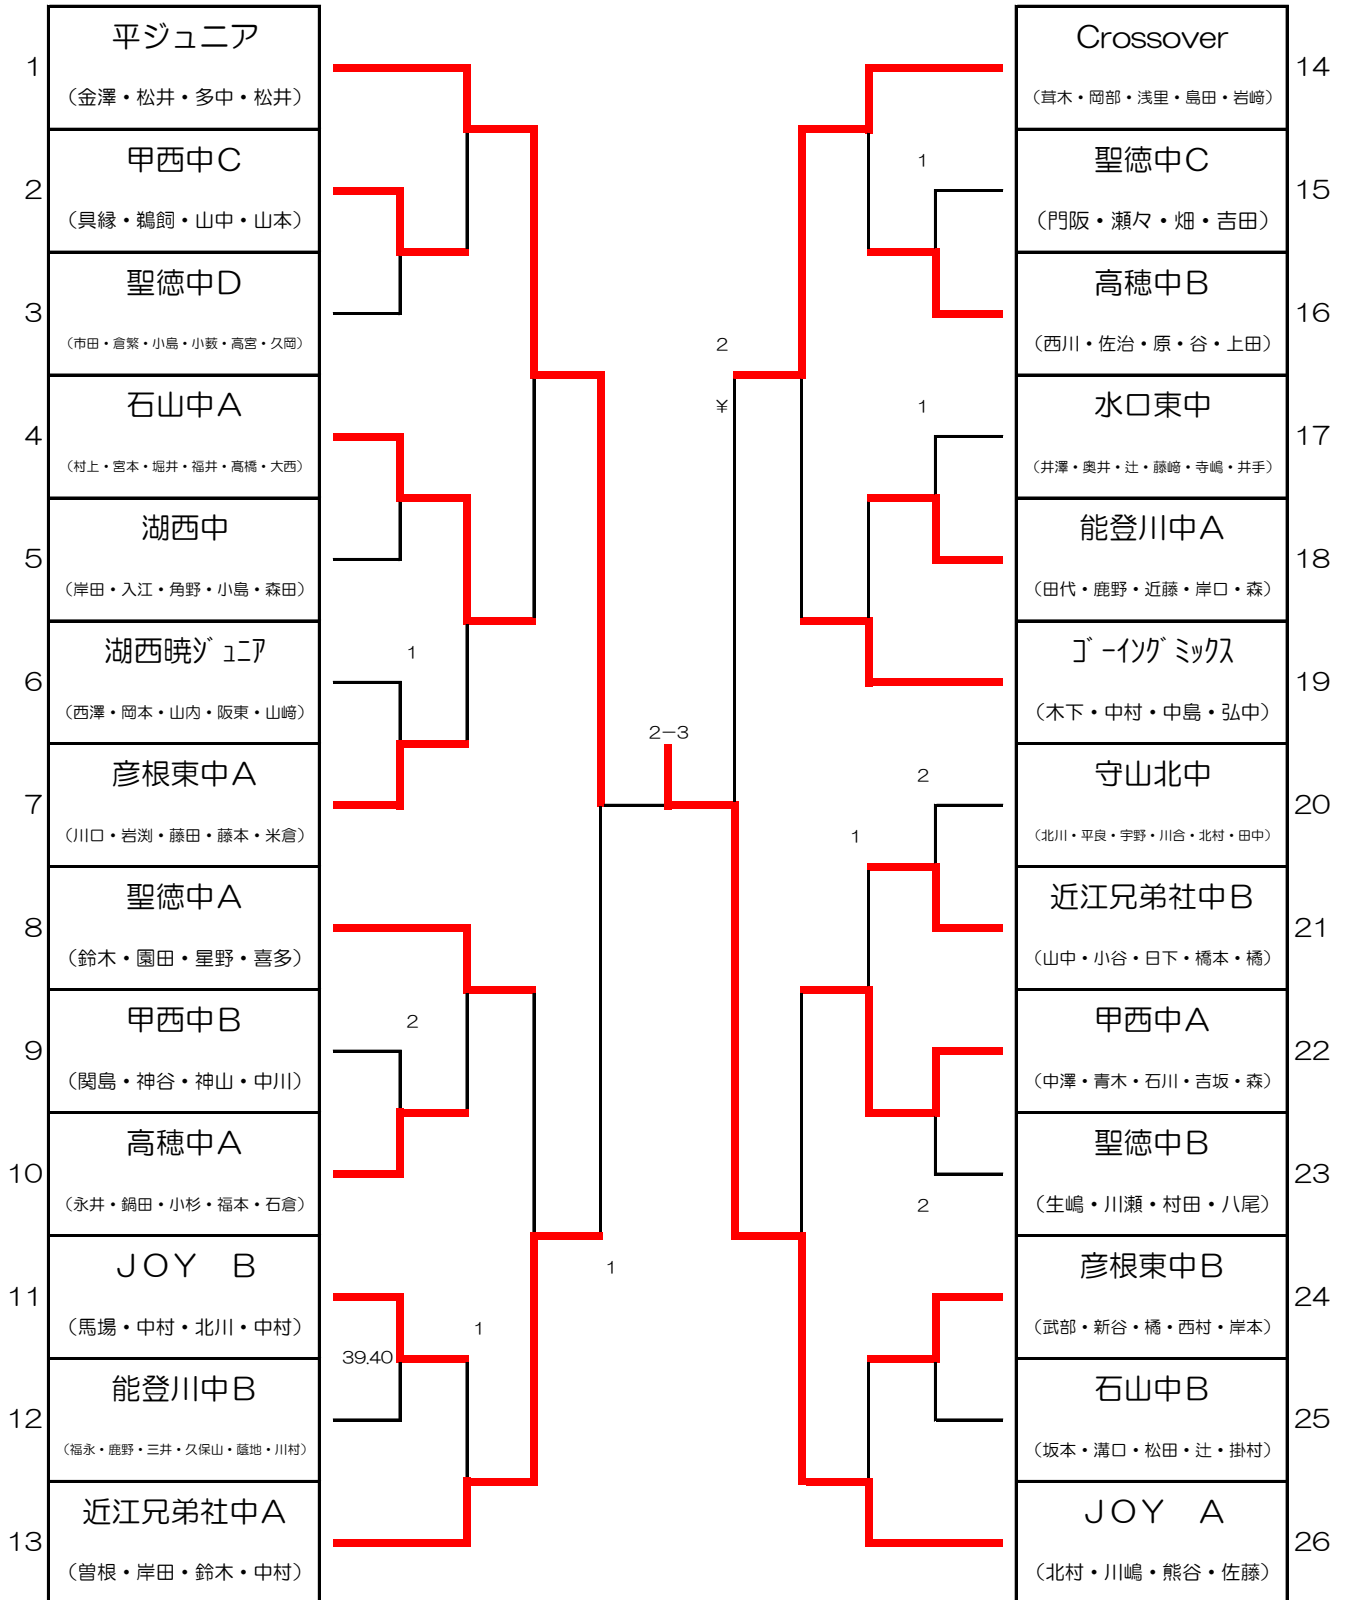 平ジュニア
1
（金澤・松井・多中・松井）
甲西中Ｃ
2
（具縁・鵜飼・山中・山本）
聖徳中Ｄ
3
（市田・倉繁・小島・小薮・高宮・久岡）
石山中Ａ
4
（村上・宮本・堀井・福井・高橋・大西）
湖西中
5
（岸田・入江・角野・小島・森田）
湖西暁ｼﾞｭﾆｱ
6
（西澤・岡本・山内・阪東・山﨑）
彦根東中Ａ
7
（川口・岩渕・藤田・藤本・米倉）
聖徳中Ａ
8
（鈴木・園田・星野・喜多）
甲西中Ｂ
9
（関島・神谷・神山・中川）
高穂中Ａ
10
（永井・鍋田・小杉・福本・石倉）
ＪＯＹ　Ｂ
11
（馬場・中村・北川・中村）
能登川中Ｂ
12
（福永・鹿野・三井・久保山・蔭地・川村）
近江兄弟社中Ａ
13
（曽根・岸田・鈴木・中村）
1
2
1
39.40
1
2-3
2
¥
1
1
2
1
2
Crossover
14
（茸木・岡部・浅里・島田・岩﨑）
聖徳中Ｃ
15
（門阪・瀬々・畑・吉田）
高穂中Ｂ
16
（西川・佐治・原・谷・上田）
水口東中
17
（井澤・奥井・辻・藤﨑・寺嶋・井手）
能登川中Ａ
18
（田代・鹿野・近藤・岸口・森）
ｺﾞｰｲﾝｸﾞﾐｯｸｽ
19
（木下・中村・中島・弘中）
守山北中
20
（北川・平良・宇野・川合・北村・田中）
近江兄弟社中Ｂ
21
（山中・小谷・日下・橋本・橘）
甲西中Ａ
22
（中澤・青木・石川・吉坂・森）
聖徳中Ｂ
23
（生嶋・川瀬・村田・八尾）
彦根東中Ｂ
24
（武部・新谷・橘・西村・岸本）
石山中Ｂ
25
（坂本・溝口・松田・辻・掛村）
ＪＯＹ　Ａ
26
（北村・川嶋・熊谷・佐藤）